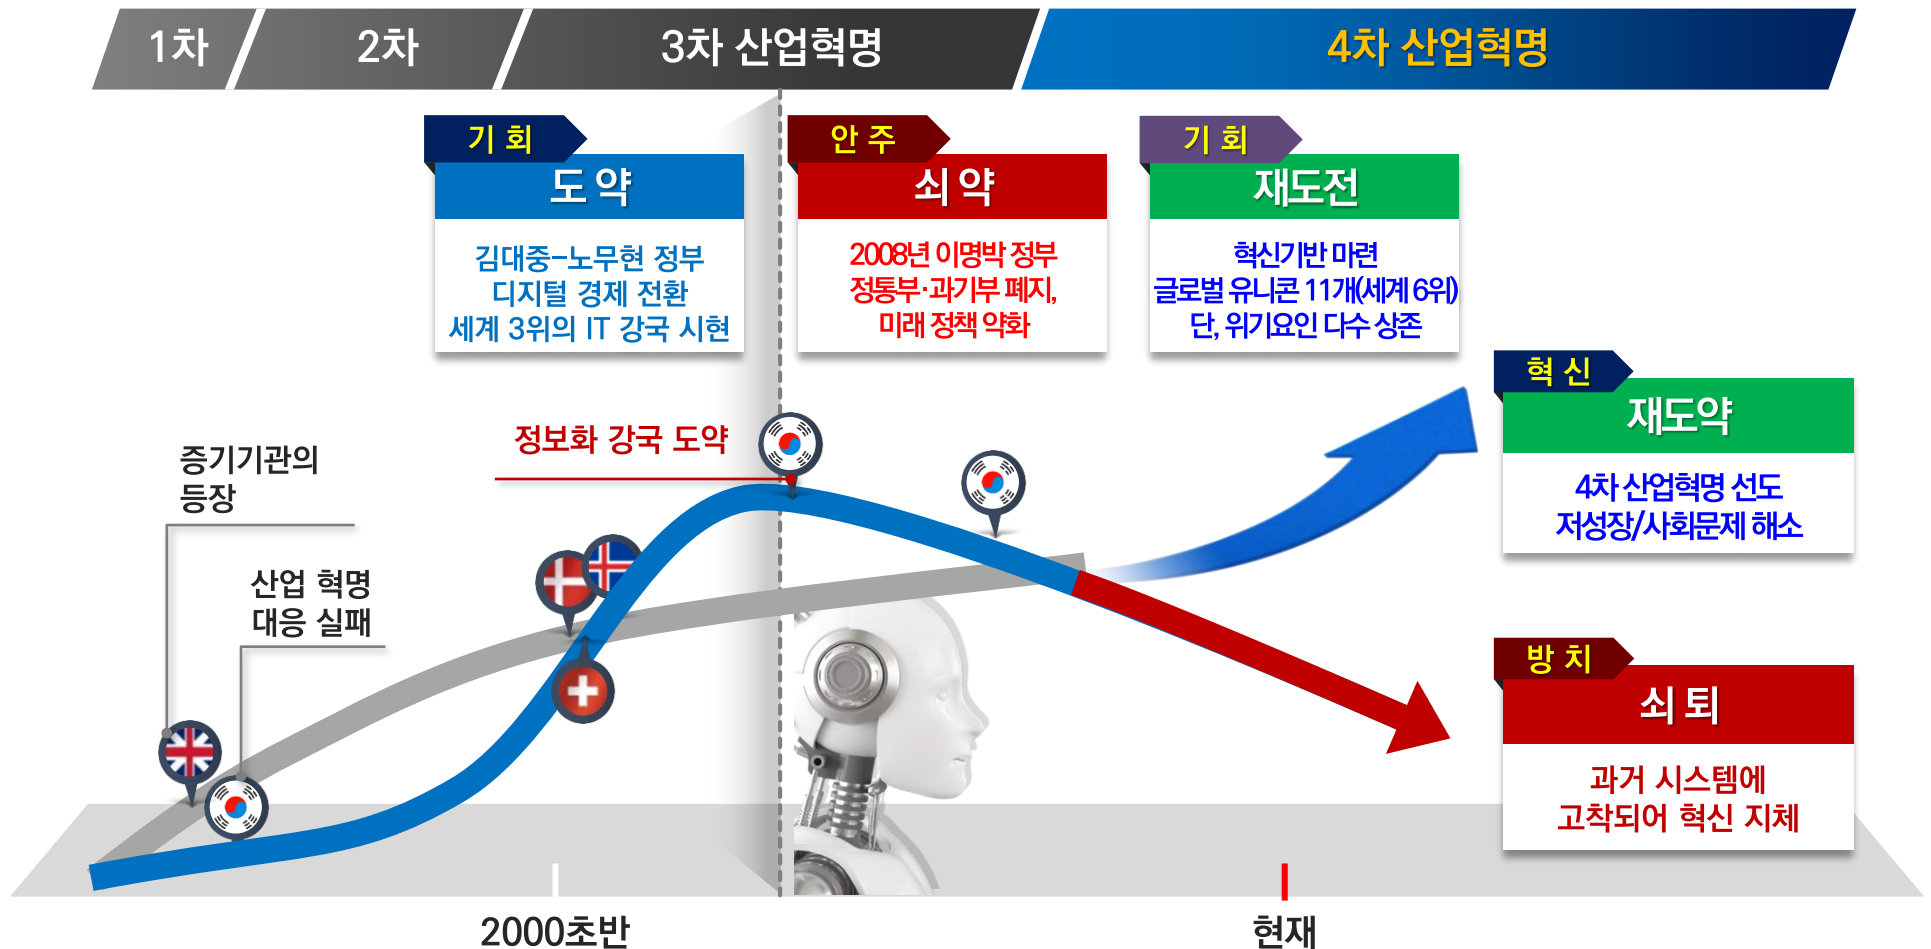 1차
2차
3차 산업혁명
4차 산업혁명
기 회
도 약
김대중-노무현 정부
디지털 경제 전환
세계 3위의 IT 강국 시현
안 주
쇠 약
2008년 이명박 정부
정통부·과기부 폐지,
미래 정책 약화
기 회
재도전
혁신기반 마련
글로벌 유니콘 11개(세계 6위)
단, 위기요인 다수 상존
혁 신
재도약
4차 산업혁명 선도
저성장/사회문제 해소
정보화 강국 도약
증기기관의
등장
산업 혁명
대응 실패
방 치
쇠 퇴
과거 시스템에
고착되어 혁신 지체
2000초반
현재